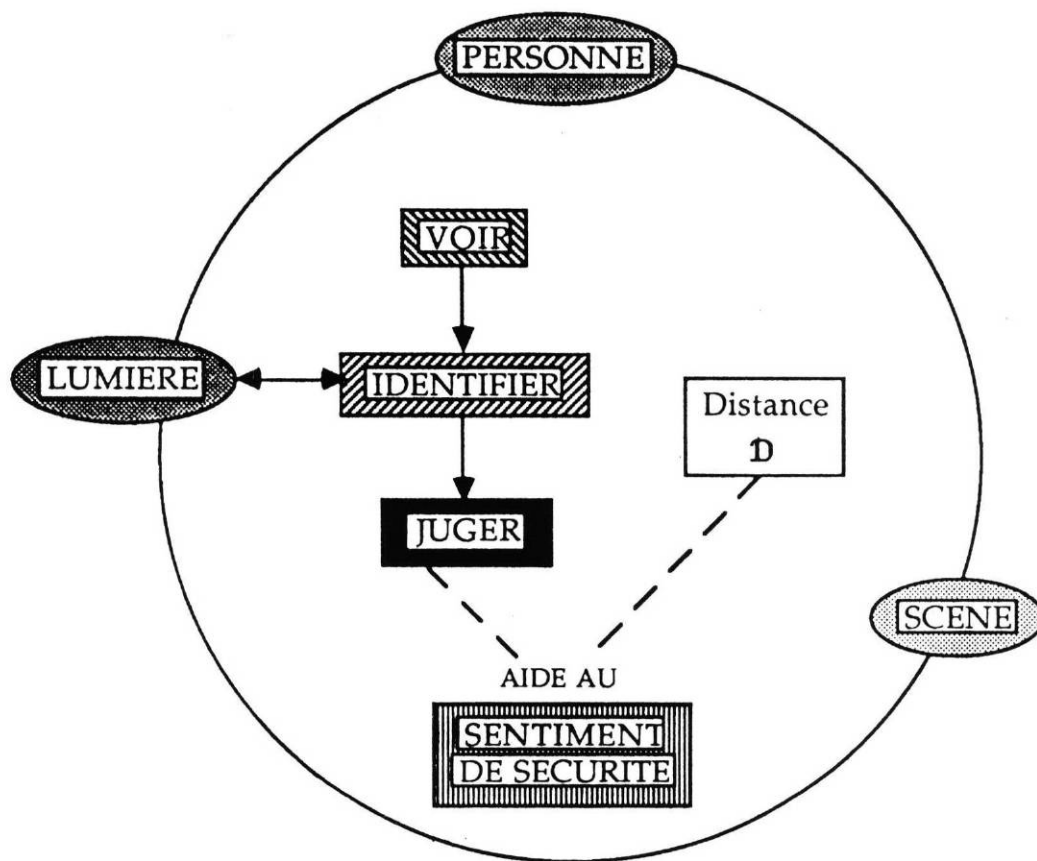 PERSONNE
VOIR
LUMIERE
IDENTIFIER
Distance
D
JUGER
SCENE
AIDE AU
SENTIMENT
DE SECURITE